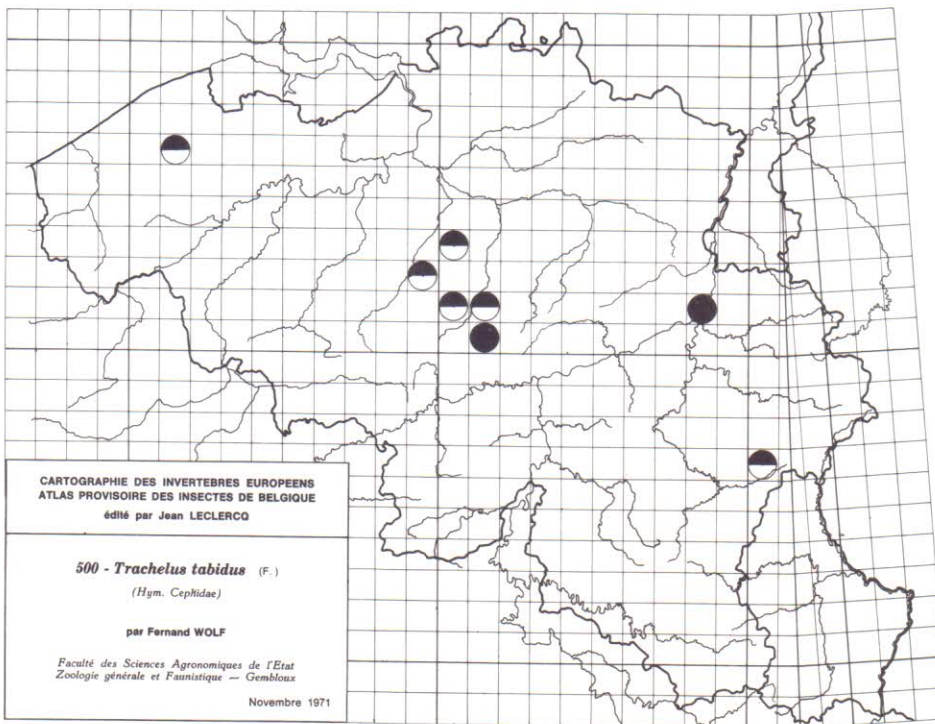 CARTOGRAPHIE DES INVERTEBRES EUROPEENS
ATLAS PROVISOIRE DES INSECTES DE BELGIQUE
édité par Jean LECLERCQ
500 - Trachelus tabidus (F.)
(Hym. Cephidae)
par Fernand WOLF
Faculté des Sciences Agronomiques de l'Etat
Zoologie générale et Faunistique — Gembloux
Novembre 1971